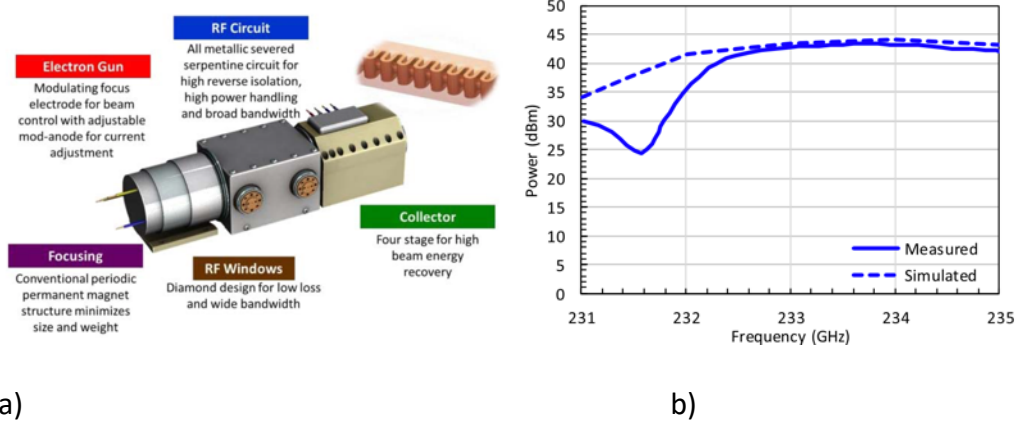 RF Circuit
All metallic severed
serpentine circuit for
high reverse isolation,
high power handling
and broad bandwidth
Electron Gun
Modulating focus
electrode for beam
control with adjustable
mod-anode for current
adjustment
Collector
Four stage for high
beam energy
recovery
Focusing
Conventional periodic
permanent magnet
structure minimizes
size and weight
RF Windows
Diamond design for low loss
and wide bandwidth
a)
Power (dBm)
50
45
40
35
30
25
20
15
10
5
0
Measured
Simulated
231 232 233 234 235
Frequency (GHz)
b)